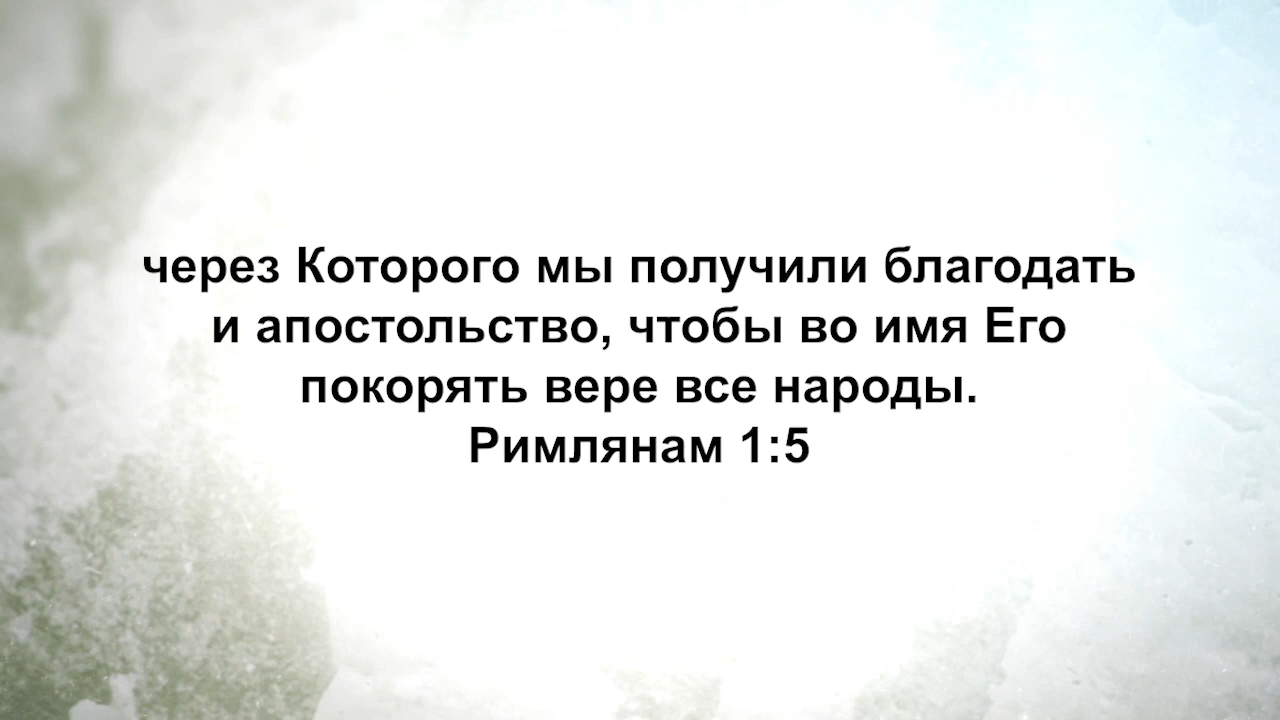 через Которого мы получили благодать
и апостольство, чтобы во имя Его
покорять вере все народы.
Римлянам 1:5